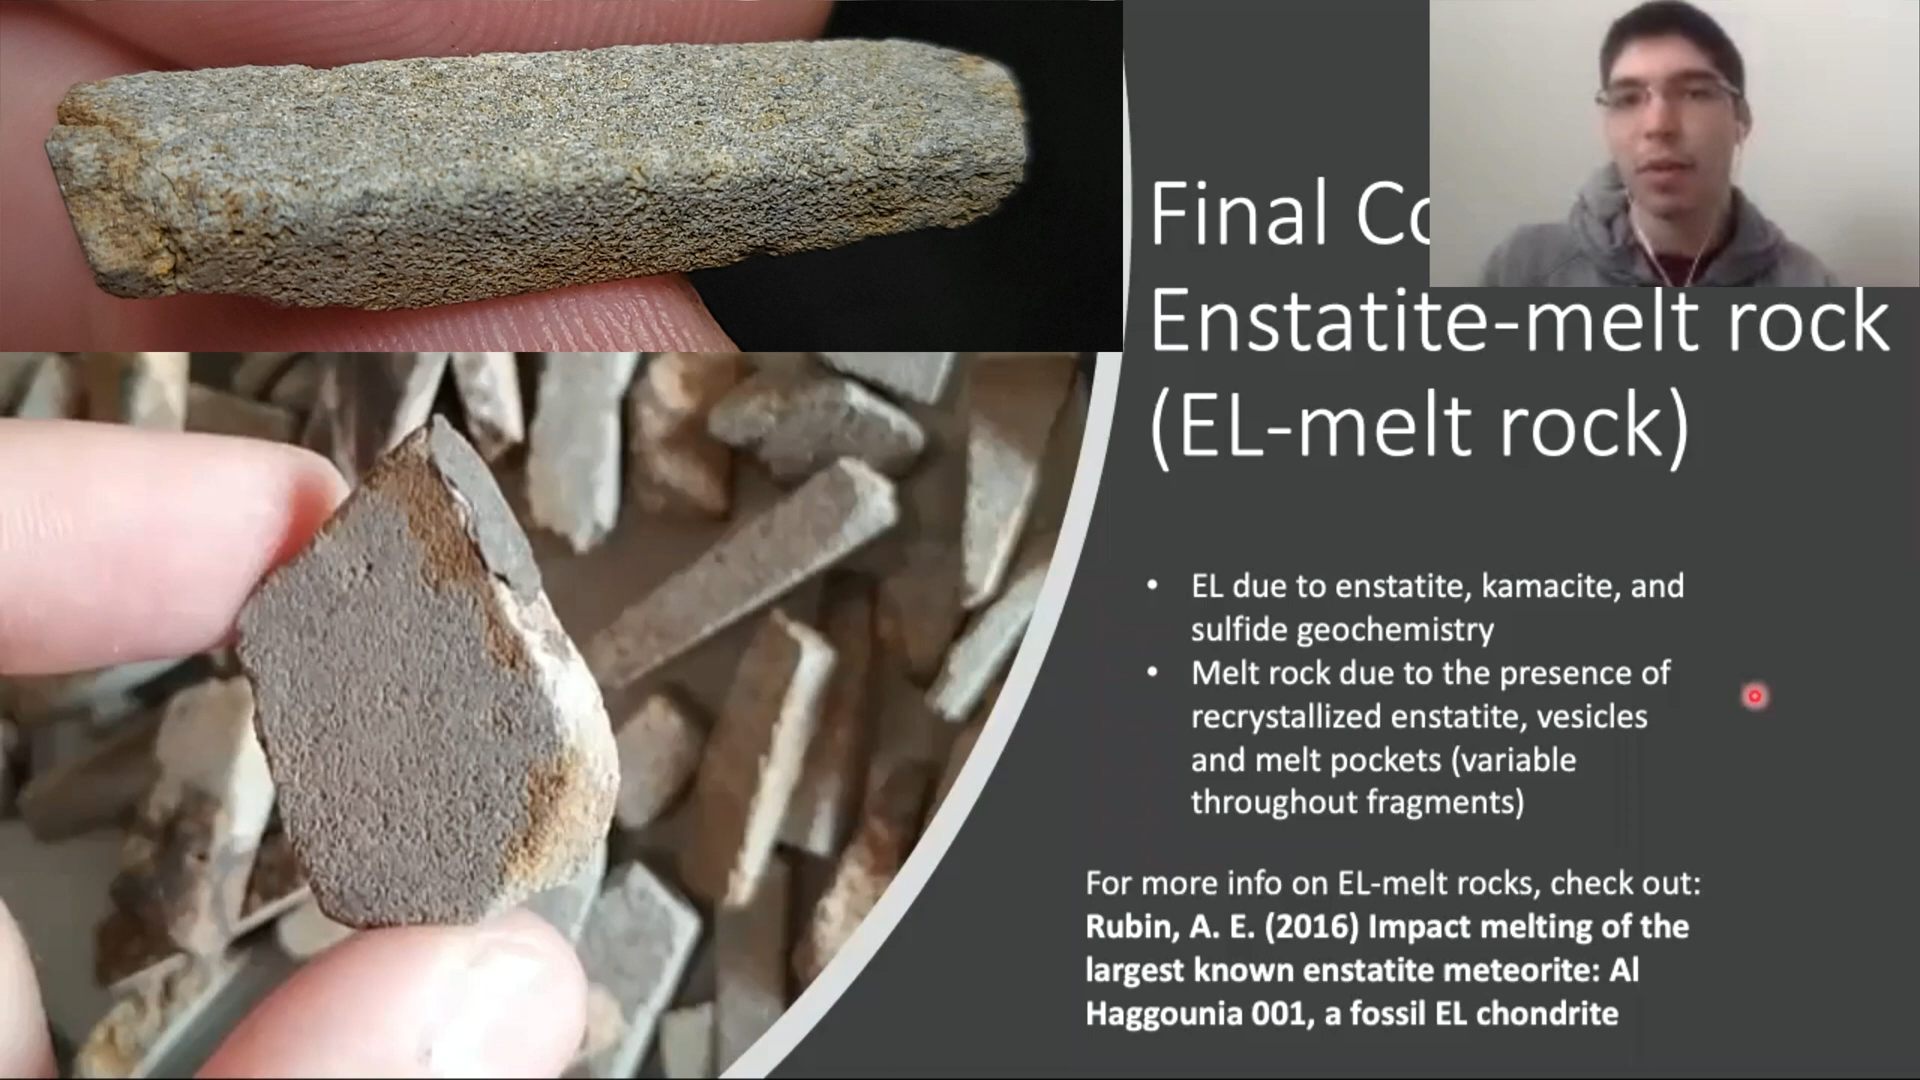 Final Co
Enstatite-melt rock
(EL-melt rock)
• EL due to enstatite, kamacite, and
sulfide geochemistry
• Melt rock due to the presence of
recrystallized enstatite, vesicles
and melt pockets (variable
throughout fragments)
For more info on EL-melt rocks, check out:
Rubin, A. E. (2016) Impact melting of the
largest known enstatite meteorite: Al
Haggounia 001, a fossil EL chondrite